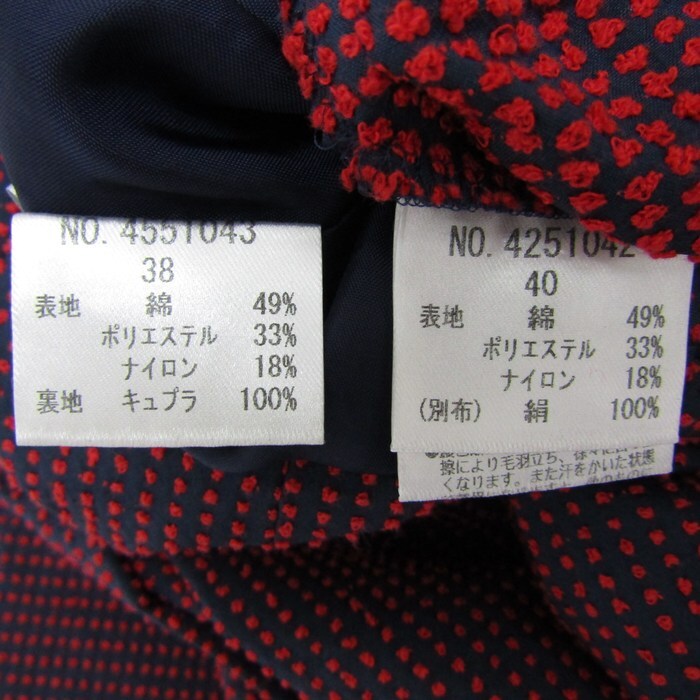 NO. 4551043
38
表地 綿 49%
ポリエステル 33%
ナイロン 18%
裏地 キュプラ 100%
NO. 4251042
40
表地 綿 49%
ポリエステル 33%
ナイロン 18%
(別布) 絹 100%
擦により毛羽立ち、
くなります。また汗をかいた状態